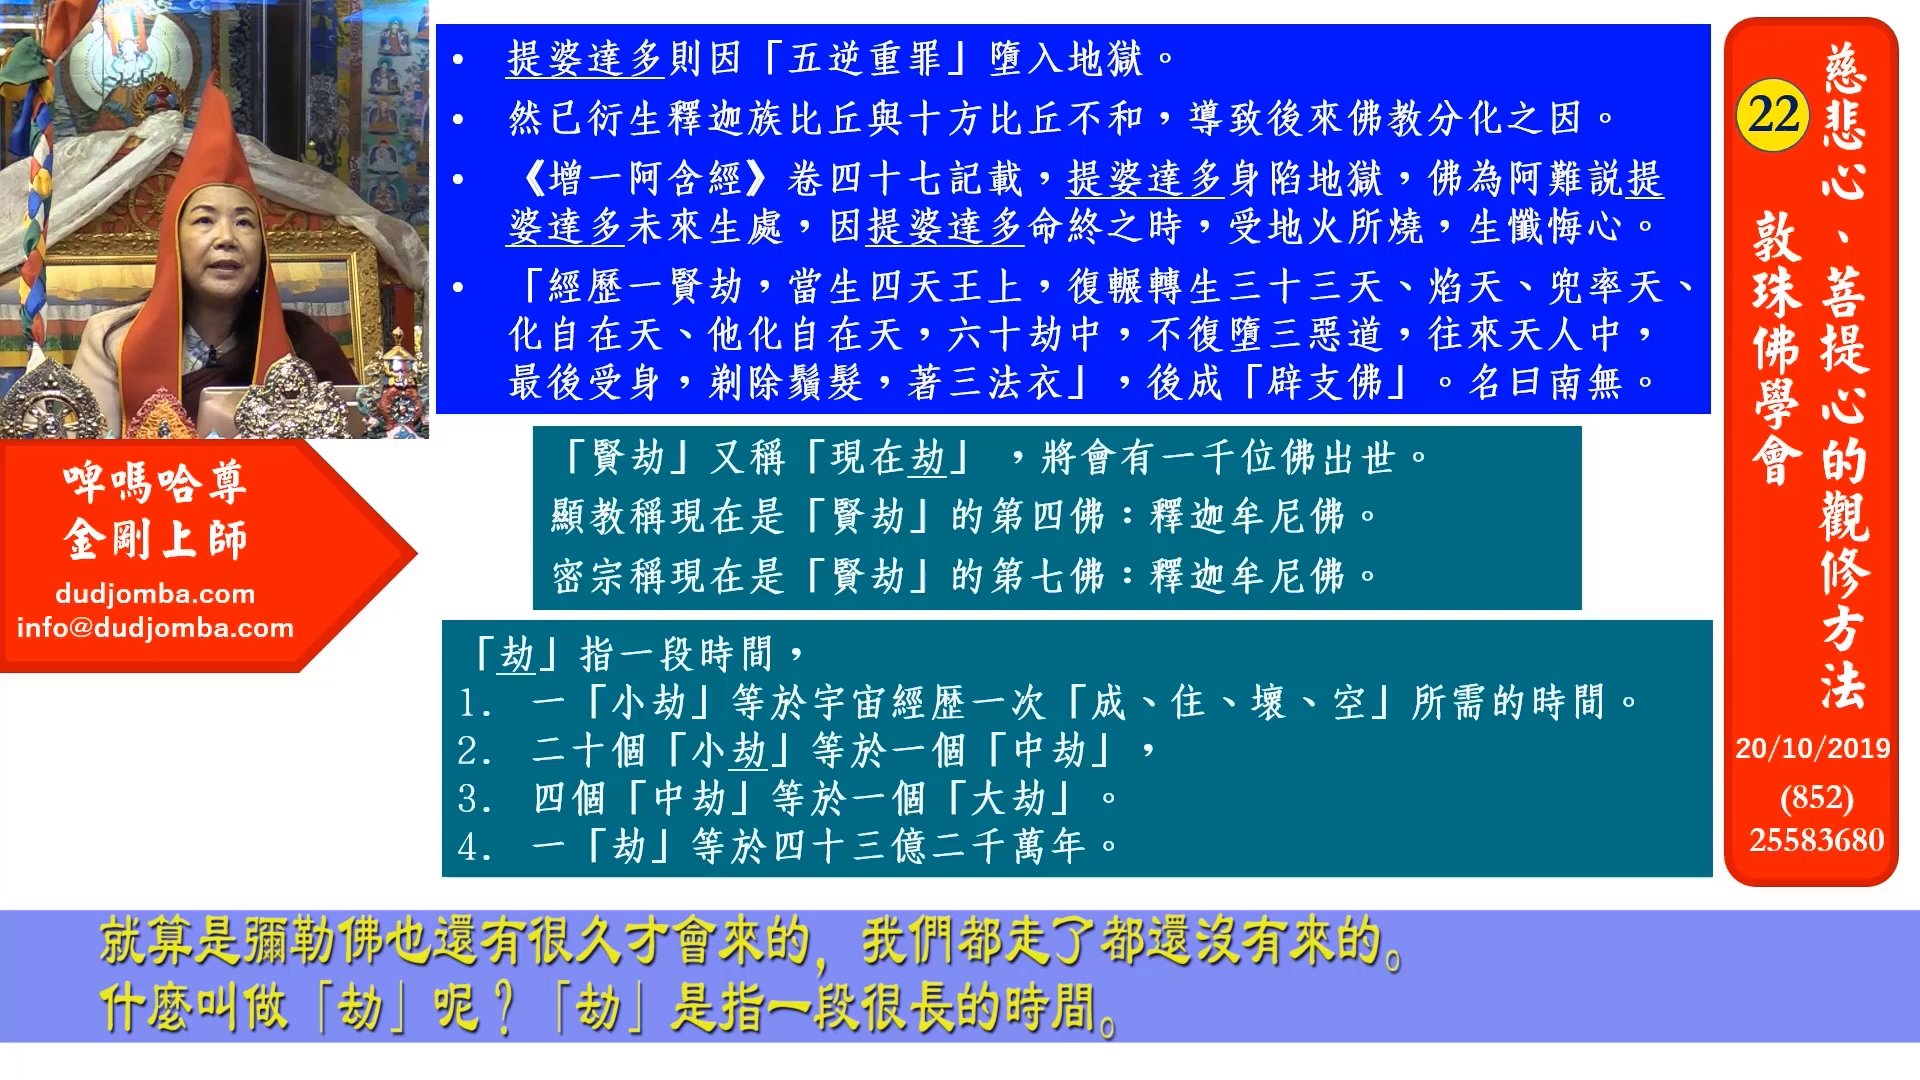 • 提婆達多則因「五逆重罪」墮入地獄。
• 然已衍生釋迦族比丘與十方比丘不和，導致後來佛教分化之因。
• 《增一阿含經》卷四十七記載，提婆達多身陷地獄，佛為阿難説提
婆達多未來生處，因提婆達多命終之時，受地火所燒，生懺悔心。
• 「經歷一賢劫，當生四天王上，復輾轉生三十三天、焰天、兜率天、
化自在天、他化自在天，六十劫中，不復墮三惡道，往來天人中，
最後受身，剃除鬚髮，著三法衣」，後成「辟支佛」。名曰南無。
「賢劫」又稱「現在劫」，將會有一千位佛出世。
顯教稱現在是「賢劫」的第四佛：釋迦牟尼佛。
密宗稱現在是「賢劫」的第七佛：釋迦牟尼佛。
「劫」指一段時間，
1. 一「小劫」等於宇宙經歷一次「成、住、壞、空」所需的時間。
2. 二十個「小劫」等於一個「中劫」，
3. 四個「中劫」等於一個「大劫」。
4. 一「劫」等於四十三億二千萬年。
啤嗎哈尊
金剛上師
dudjomba.com
info@dudjomba.com
慈悲心、菩提心的觀修方法
22
敦珠佛學會
20/10/2019
(852)
25583680
就算是彌勒佛也還有很久才會來的，我們都走了都還沒有來的。
什麼叫做「劫」呢？「劫」是指一段很長的時間。